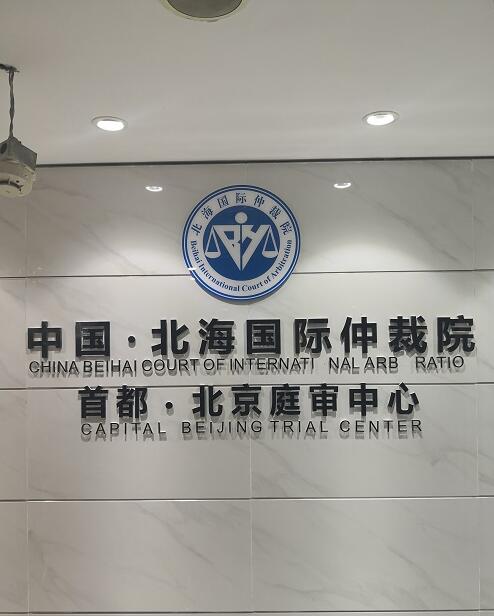 北海国际仲裁院
Beihai International Court of Arbitration
中国·北海国际仲裁院
CHINA BEIHAI COURT OF INTERNATI NAL ARB RATIO
首都·北京庭审中心
CAPITAL BEIJING TRIAL CENTER